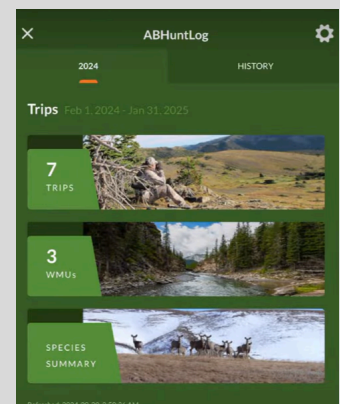 ABHuntLog
2024 HISTORY
Trips Feb 1, 2024 - Jan 31, 2025
7
TRIPS
3
WMUs
SPECIES
SUMMARY